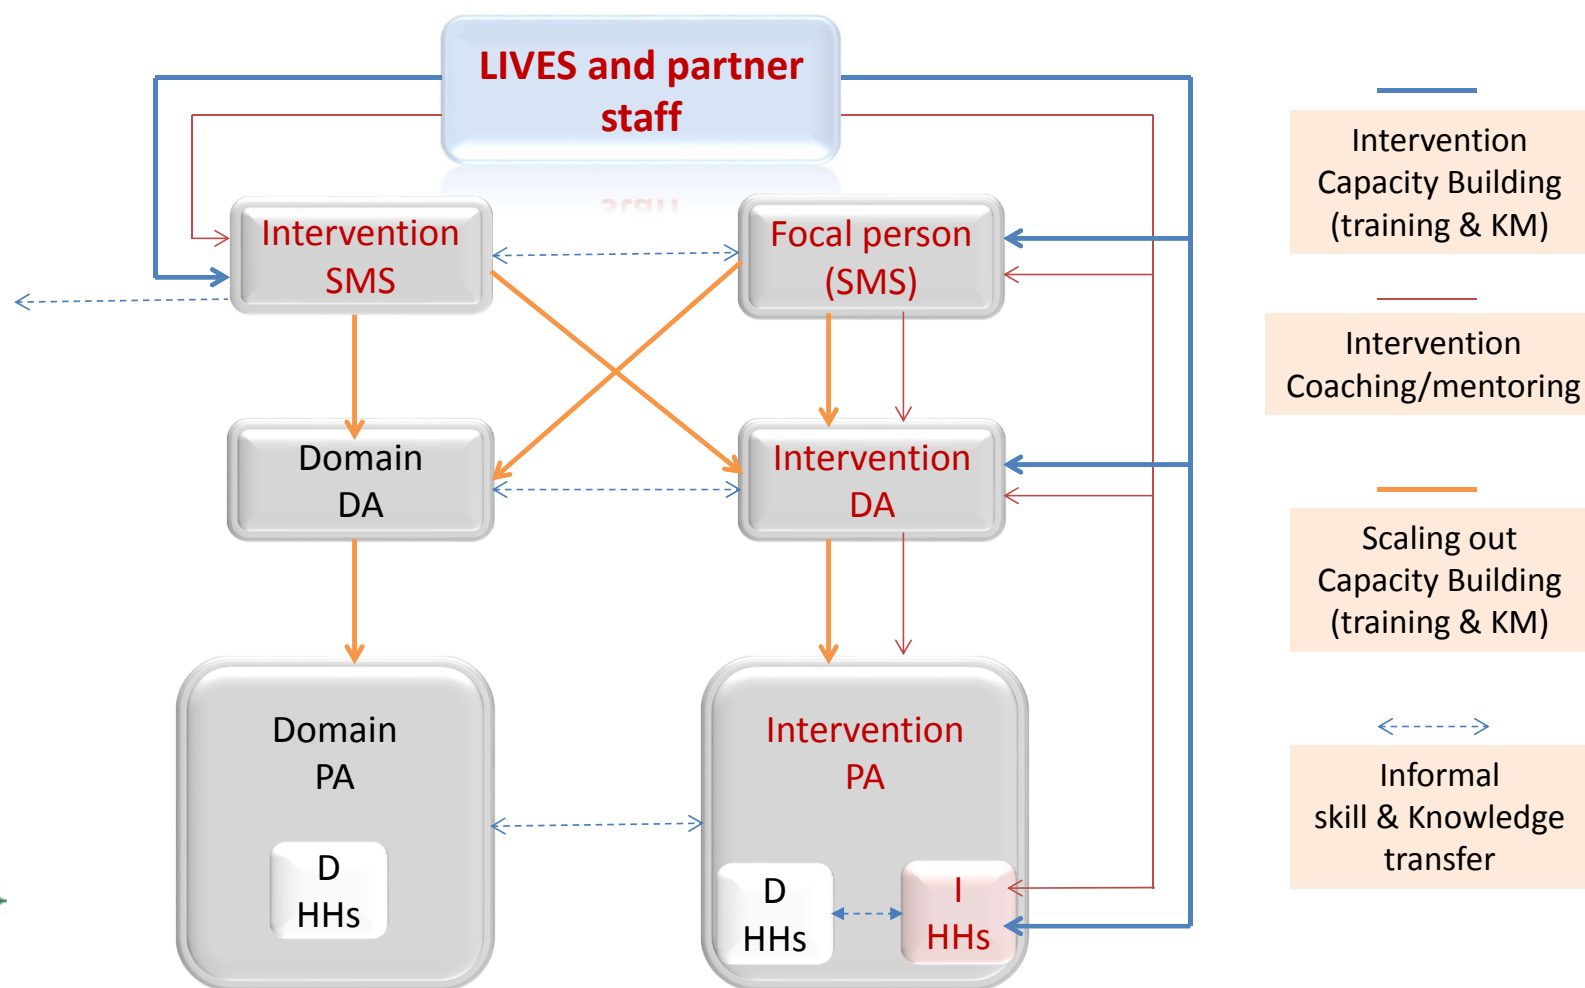 LIVES and partner
staff
Intervention
SMS
Focal person
(SMS)
Domain
DA
Intervention
DA
Domain
PA
D
HHs
Intervention
PA
D
HHs
I
HHs
Intervention
Capacity Building
(training & KM)
Intervention
Coaching/mentoring
Scaling out
Capacity Building
(training & KM)
Informal
skill & Knowledge
transfer